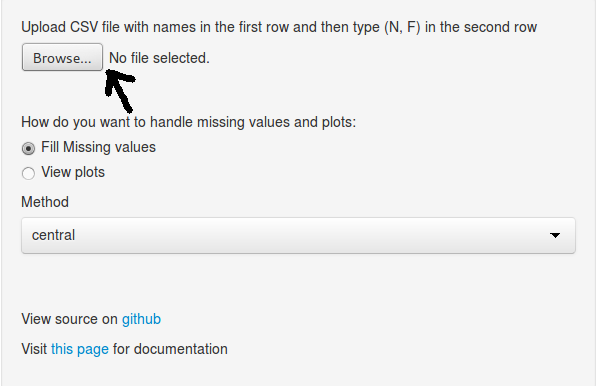 Upload CSV file with names in the first row and then type (N, F) in the second row
Browse... No file selected.
How do you want to handle missing values and plots:
Fill Missing values
View plots
Method
central
View source on github
Visit this page for documentation